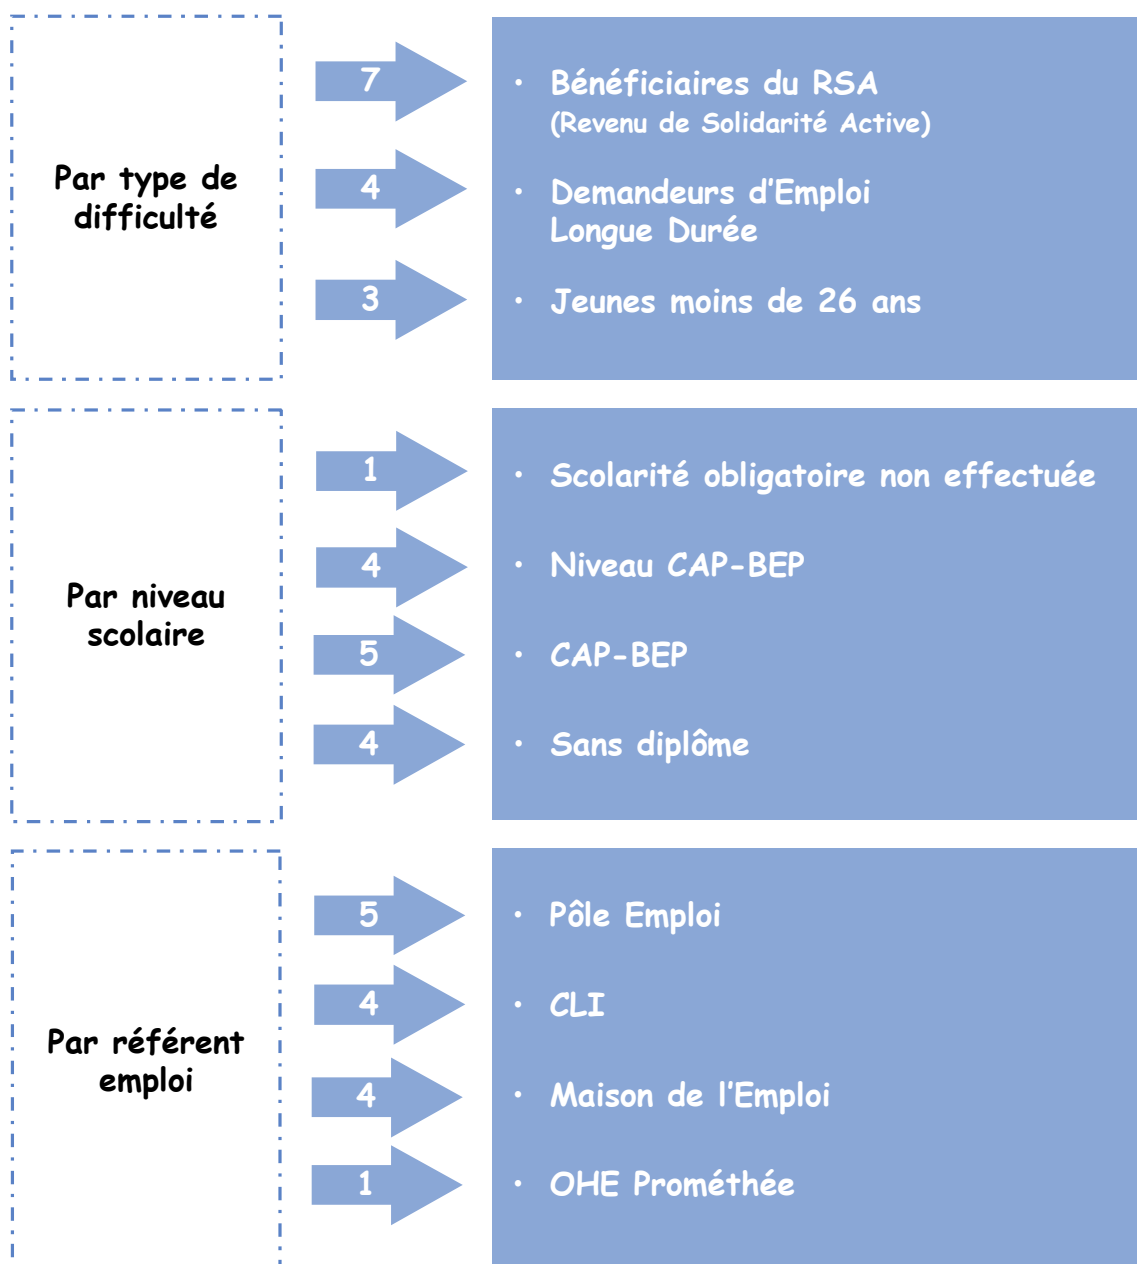 Par type de
difficulté
7
• Bénéficiaires du RSA
(Revenu de Solidarité Active)
4
• Demandeurs d'Emploi
Longue Durée
3
• Jeunes moins de 26 ans
Par niveau
scolaire
1
• Scolarité obligatoire non effectuée
4
• Niveau CAP-BEP
5
• CAP-BEP
4
• Sans diplôme
Par référent
emploi
5
• Pôle Emploi
4
• CLI
4
• Maison de l'Emploi
1
• OHE Prométhée